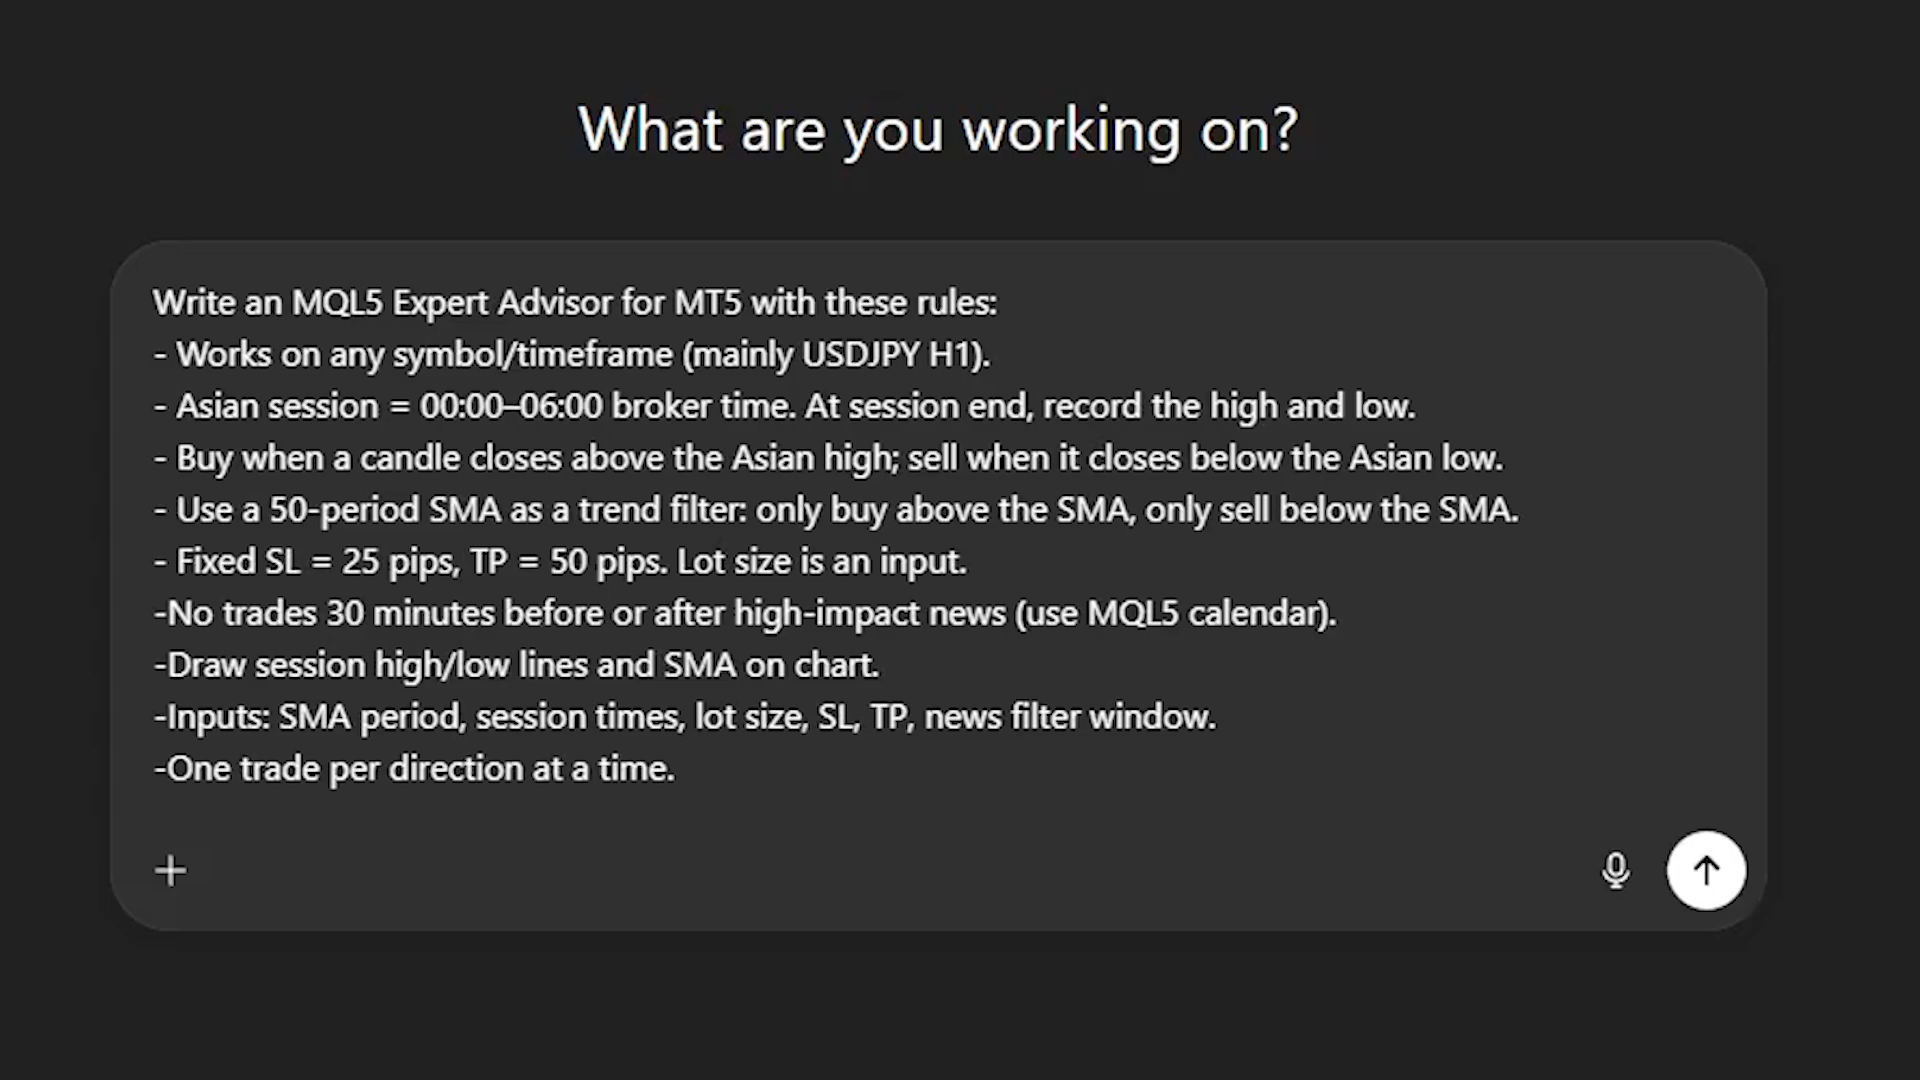 What are you working on?
Write an MQL5 Expert Advisor for MT5 with these rules:
- Works on any symbol/timeframe (mainly USDJPY H1).
- Asian session = 00:00–06:00 broker time. At session end, record the high and low.
- Buy when a candle closes above the Asian high; sell when it closes below the Asian low.
- Use a 50-period SMA as a trend filter: only buy above the SMA, only sell below the SMA.
- Fixed SL = 25 pips, TP = 50 pips. Lot size is an input.
-No trades 30 minutes before or after high-impact news (use MQL5 calendar).
-Draw session high/low lines and SMA on chart.
-Inputs: SMA period, session times, lot size, SL, TP, news filter window.
-One trade per direction at a time.